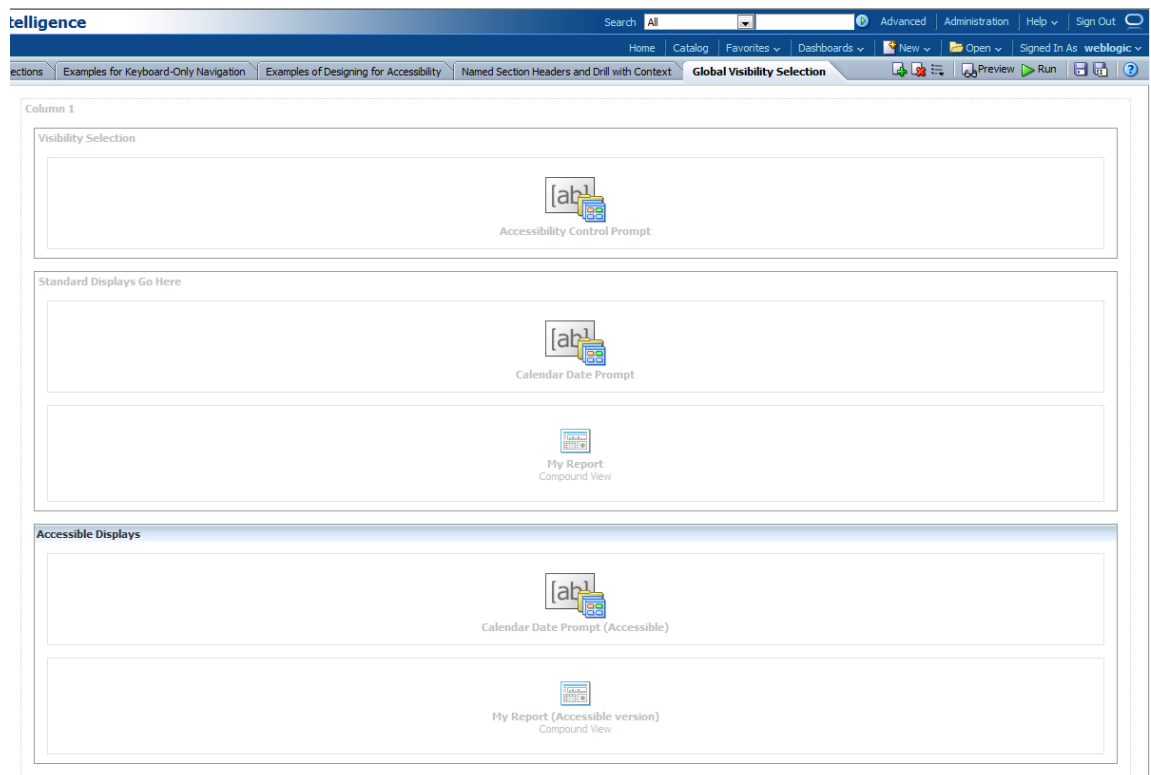 telligence
Search All Advanced Administration Help Sign Out
Home Catalog Favorites Dashboards New Open Signed In As weblogic
ections Examples for Keyboard-Only Navigation Examples of Designing for Accessibility Named Section Headers and Drill with Context Global Visibility Selection Preview Run ?
Column 1
Visibility Selection
[ab]
Accessibility Control Prompt
Standard Displays Go Here
[ab]
Calendar Date Prompt
My Report
Compound View
Accessible Displays
[ab]
Calendar Date Prompt (Accessible)
My Report (Accessible version)
Compound View